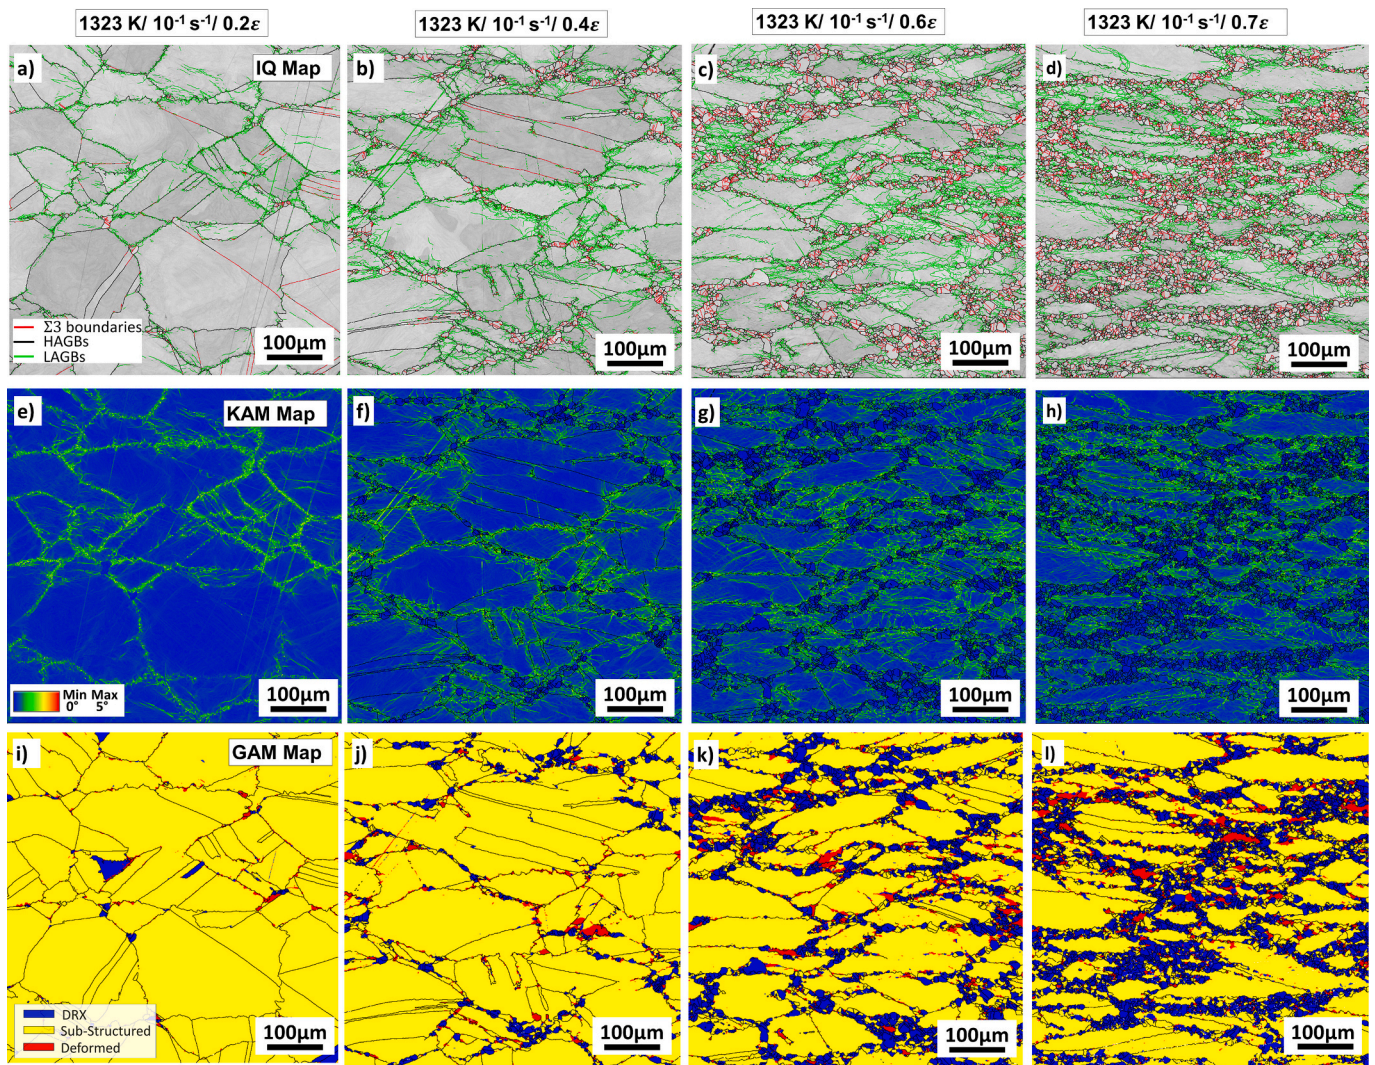 1323 K/ 10⁻¹ s⁻¹/ 0.2ε
1323 K/ 10⁻¹ s⁻¹/ 0.4ε
1323 K/ 10⁻¹ s⁻¹/ 0.6ε
1323 K/ 10⁻¹ s⁻¹/ 0.7ε
a)
IQ Map
b)
c)
d)
Σ3 boundaries
HAGBs
LAGBs
100µm
100µm
100µm
100µm
e)
KAM Map
f)
g)
h)
Min Max
0° 5°
100µm
100µm
100µm
100µm
i)
GAM Map
j)
k)
l)
DRX
Sub-Structured
Deformed
100µm
100µm
100µm
100µm